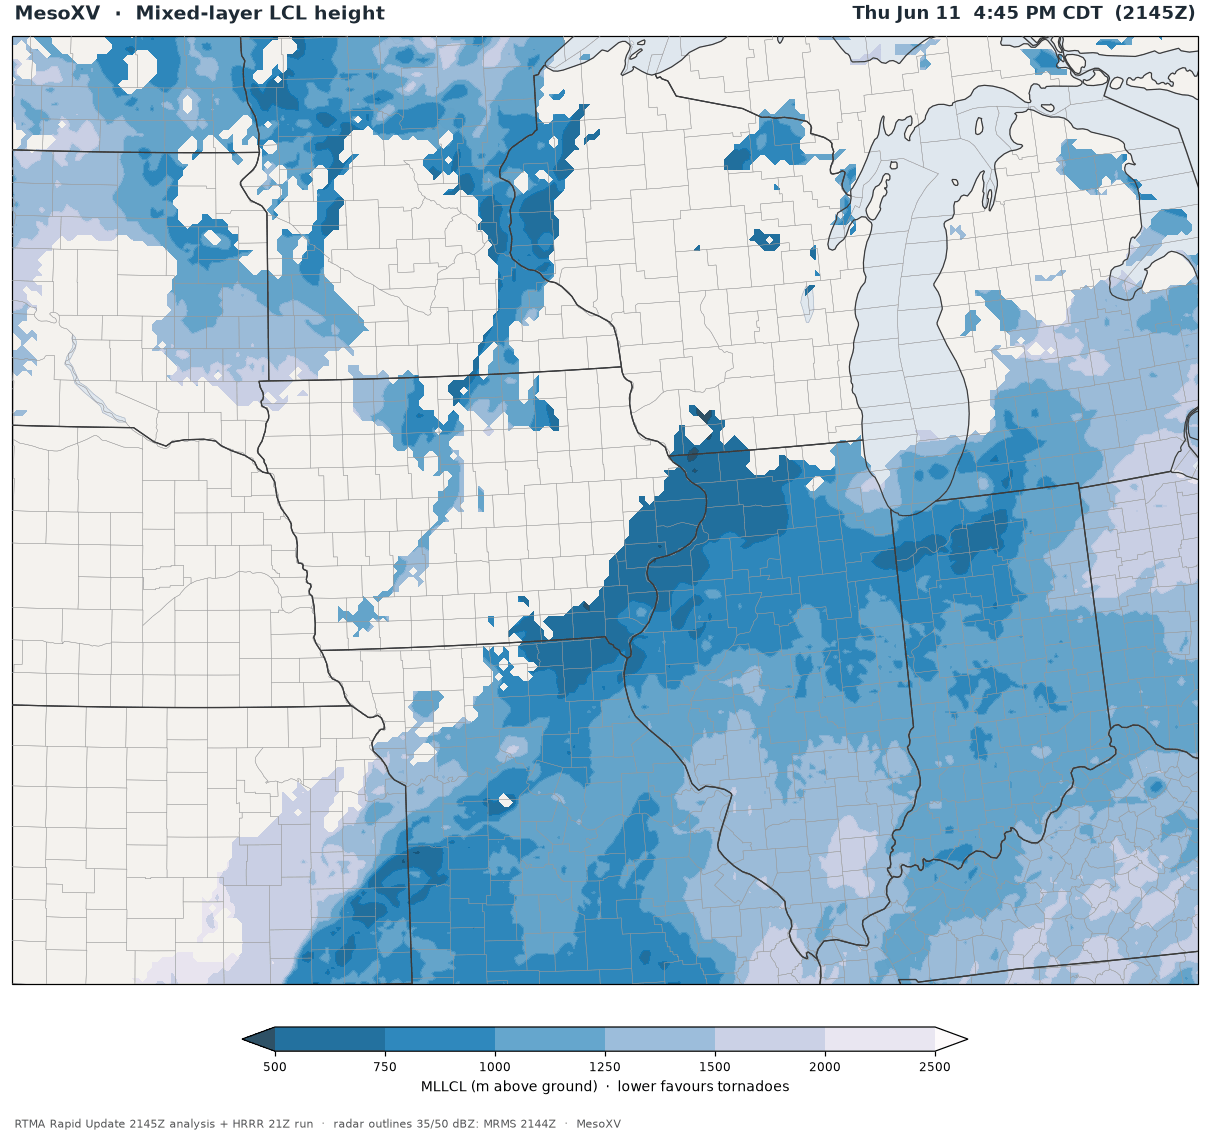 MesoXV · Mixed-layer LCL height
Thu Jun 11 4:45 PM CDT (2145Z)
500 750 1000 1250 1500 2000 2500
MLLCL (m above ground) · lower favours tornadoes
RTMA Rapid Update 2145Z analysis + HRRR 21Z run · radar outlines 35/50 dBZ: MRMS 2144Z · MesoXV